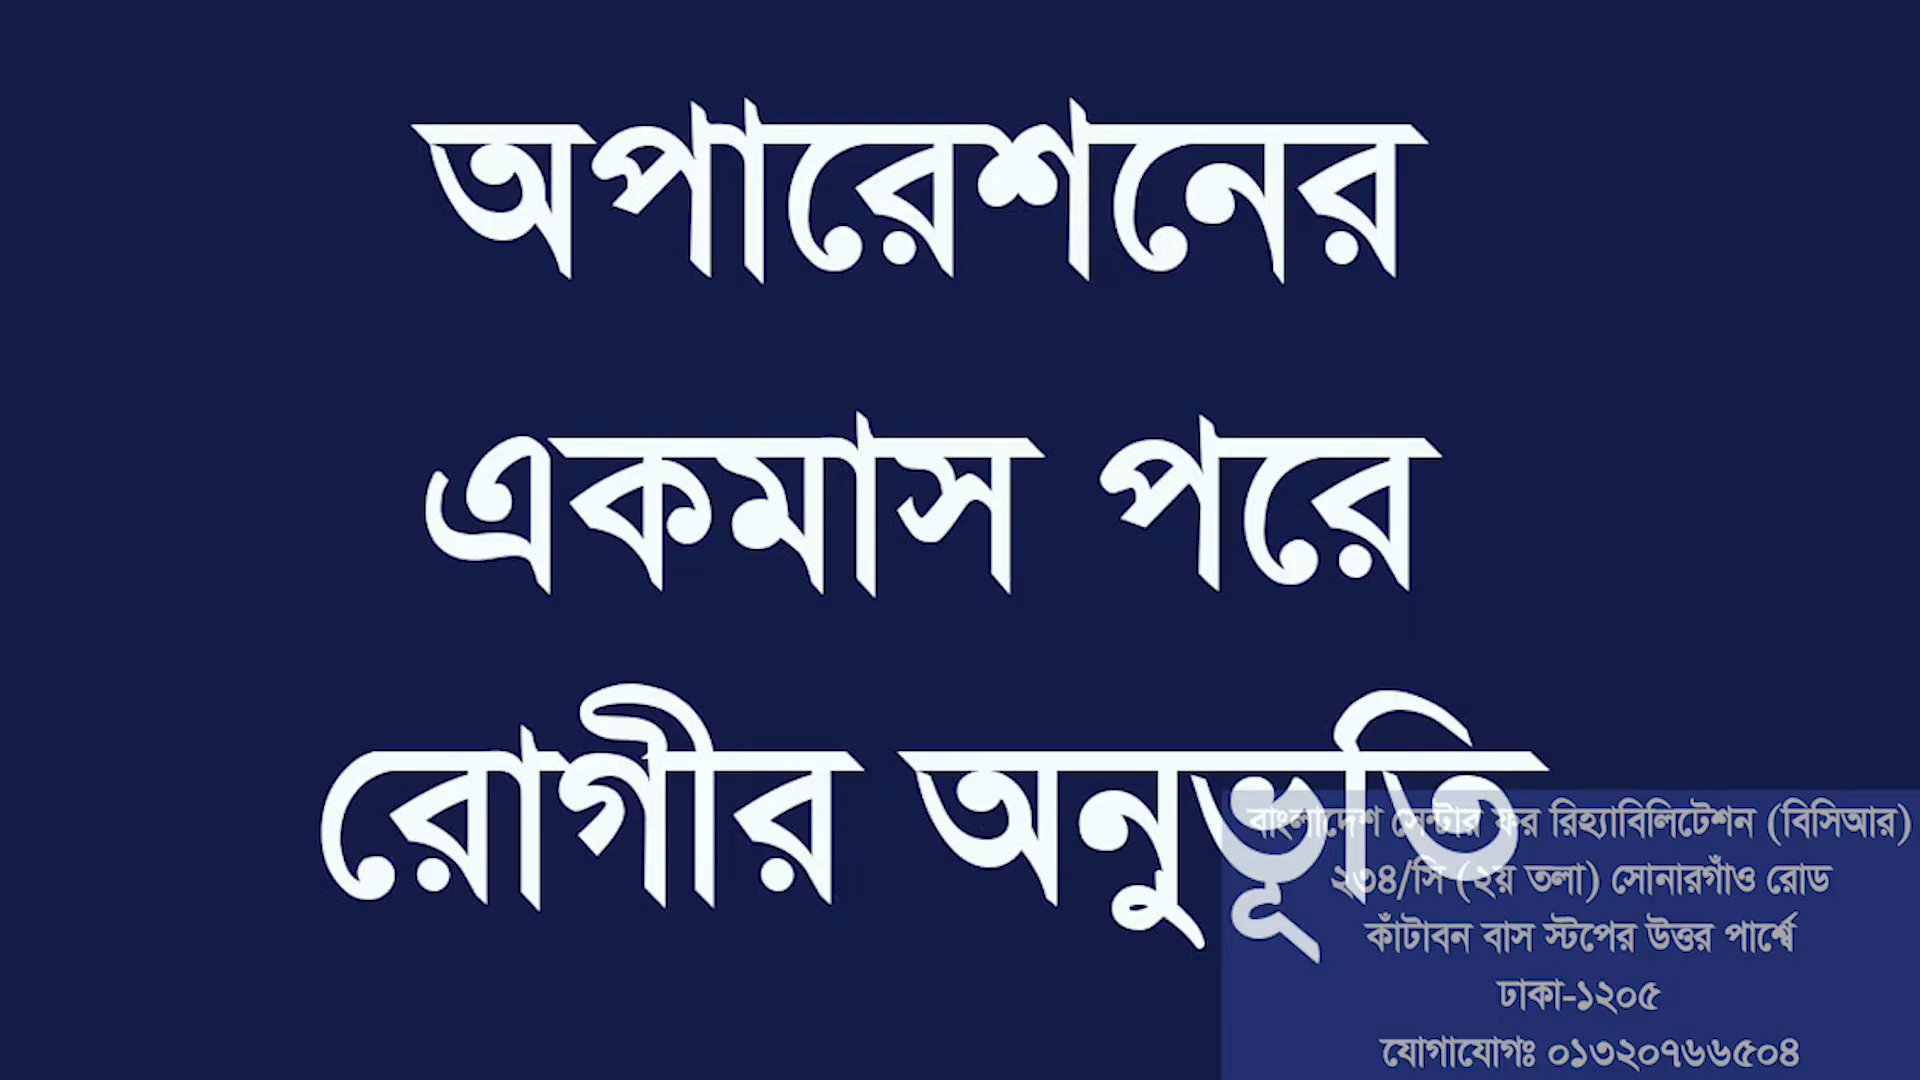 অপারেশনের
একমাস পরে
রোগীর অনুভূতি
বাংলাদেশ সেন্টার ফর রিহ্যাবিলিটেশন (বিসিআর)
২৩৪/সি (২য় তলা) সোনারগাঁও রোড
কাঁটাবন বাস স্টপের উত্তর পার্শ্বে
ঢাকা-১২০৫
যোগাযোগঃ ০১৩২০৭৬৬৫০৪